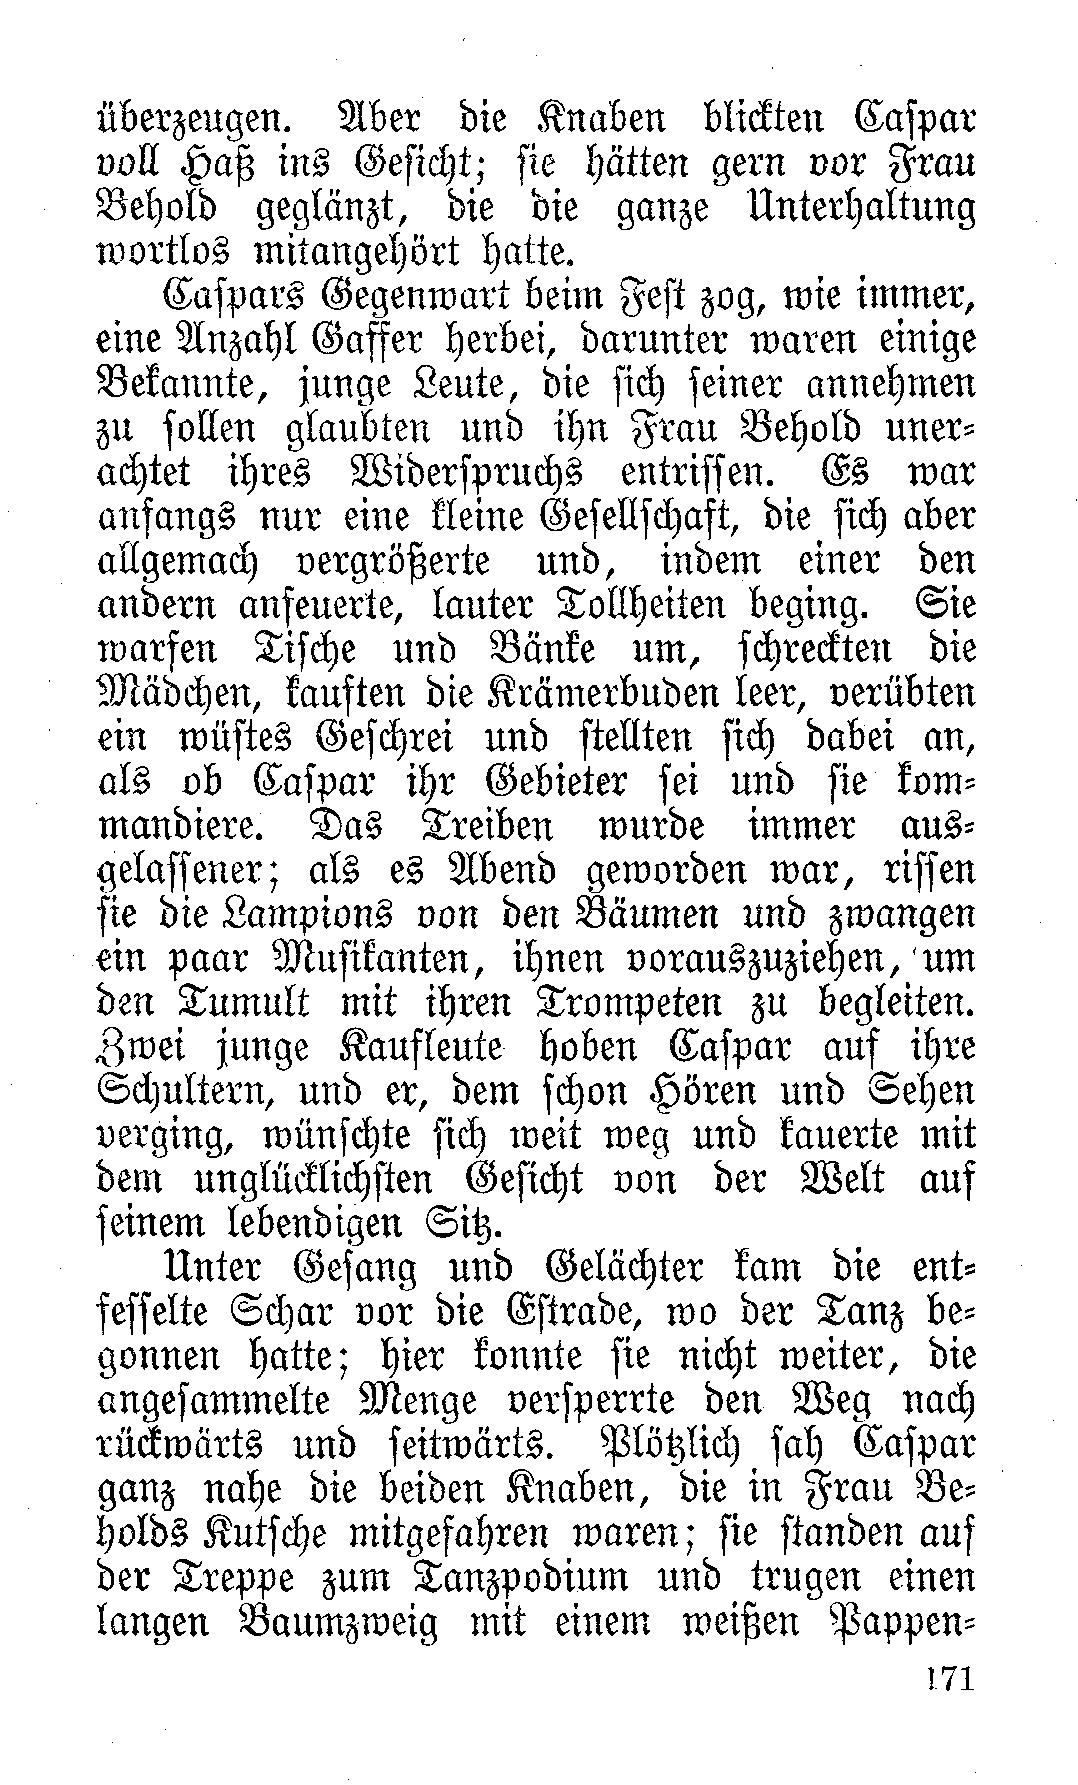 überzeugen. Aber die Knaben blickten Caspar
voll Haß ins Gesicht; sie hätten gern vor Frau
Behold geglänzt, die die ganze Unterhaltung
wortlos mitangehört hatte.
Caspars Gegenwart beim Fest zog, wie immer,
eine Anzahl Gaffer herbei, darunter waren einige
Bekannte, junge Leute, die sich seiner annehmen
zu sollen glaubten und ihn Frau Behold uner-
achtet ihres Widerspruchs entrissen. Es war
anfangs nur eine kleine Gesellschaft, die sich aber
allgemach vergrößerte und, indem einer den
andern anfeuerte, lauter Tollheiten beging. Sie
warfen Tische und Bänke um, schreckten die
Mädchen, kauften die Krämerbuden leer, verübten
ein wüstes Geschrei und stellten sich dabei an,
als ob Caspar ihr Gebieter sei und sie kom-
mandiere. Das Treiben wurde immer aus-
gelassener; als es Abend geworden war, rissen
sie die Lampions von den Bäumen und zwangen
ein paar Musikanten, ihnen vorauszuziehen, um
den Tumult mit ihren Trompeten zu begleiten.
Zwei junge Kaufleute hoben Caspar auf ihre
Schultern, und er, dem schon Hören und Sehen
verging, wünschte sich weit weg und kauerte mit
dem unglücklichsten Gesicht von der Welt auf
seinem lebendigen Sitz.
Unter Gesang und Gelächter kam die ent-
fesselte Schar vor die Estrade, wo der Tanz be-
gonnen hatte; hier konnte sie nicht weiter, die
angesammelte Menge versperrte den Weg nach
rückwärts und seitwärts. Plötzlich sah Caspar
ganz nahe die beiden Knaben, die in Frau Be-
holds Kutsche mitgefahren waren; sie standen auf
der Treppe zum Tanzpodium und trugen einen
langen Baumzweig mit einem weißen Pappen-
171